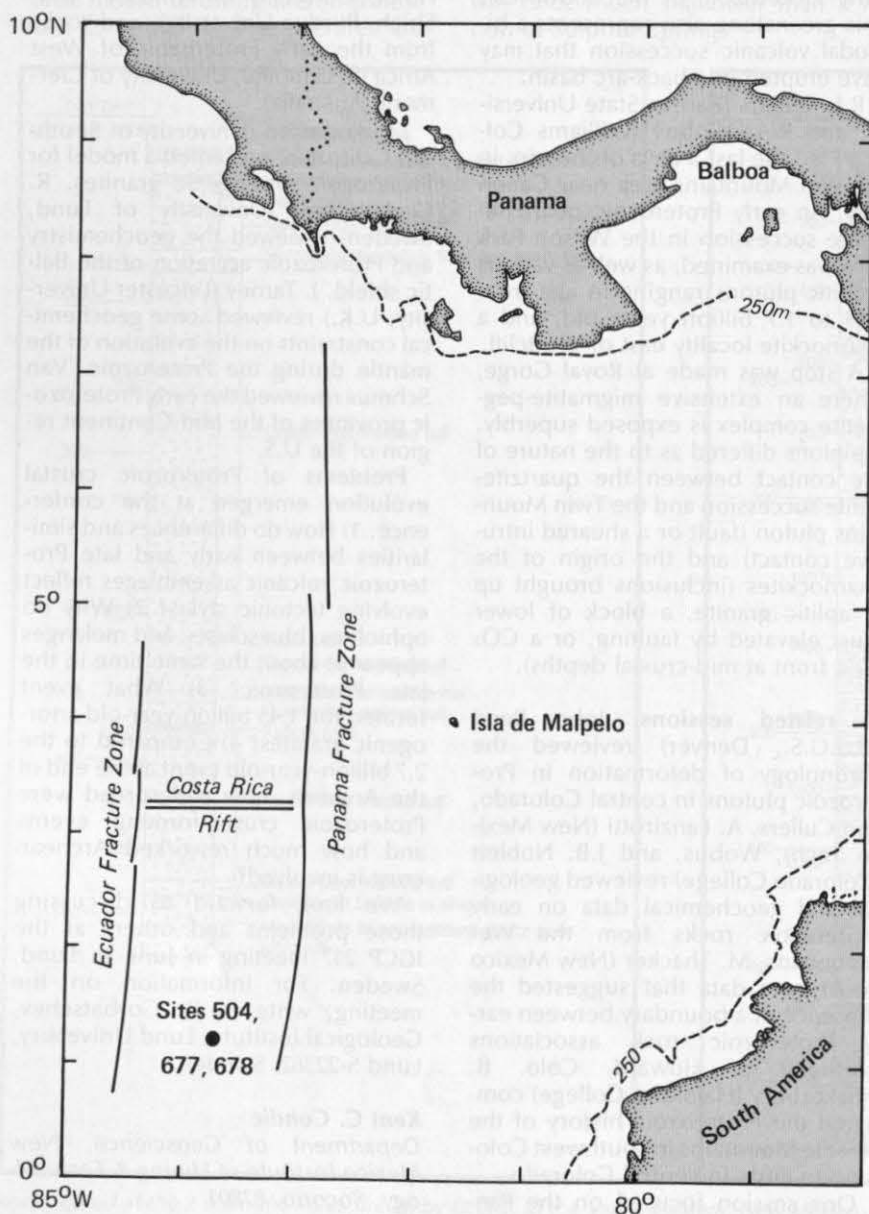 10°N
Panama
Balboa
250m
5°
Panama Fracture Zone
Isla de Malpelo
Ecuador Fracture Zone
Costa Rica
Rift
Sites 504,
677, 678
250
South America
0°
85°W
80°